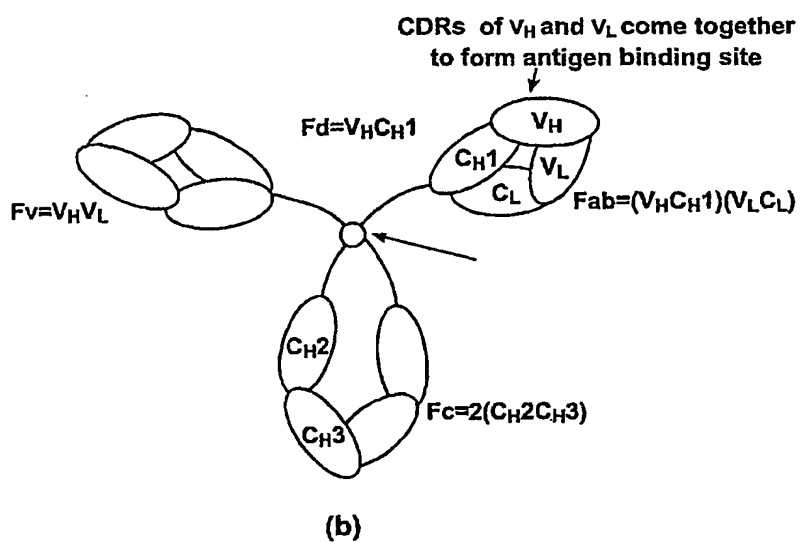 CDRs of VH and VL come together
to form antigen binding site
Fd=VHCH1
VH
CH1
VL
CL
Fv=VHVL
Fab=(VHCH1)(VLCL)
CH2
CH3
Fc=2(CH2CH3)
(b)